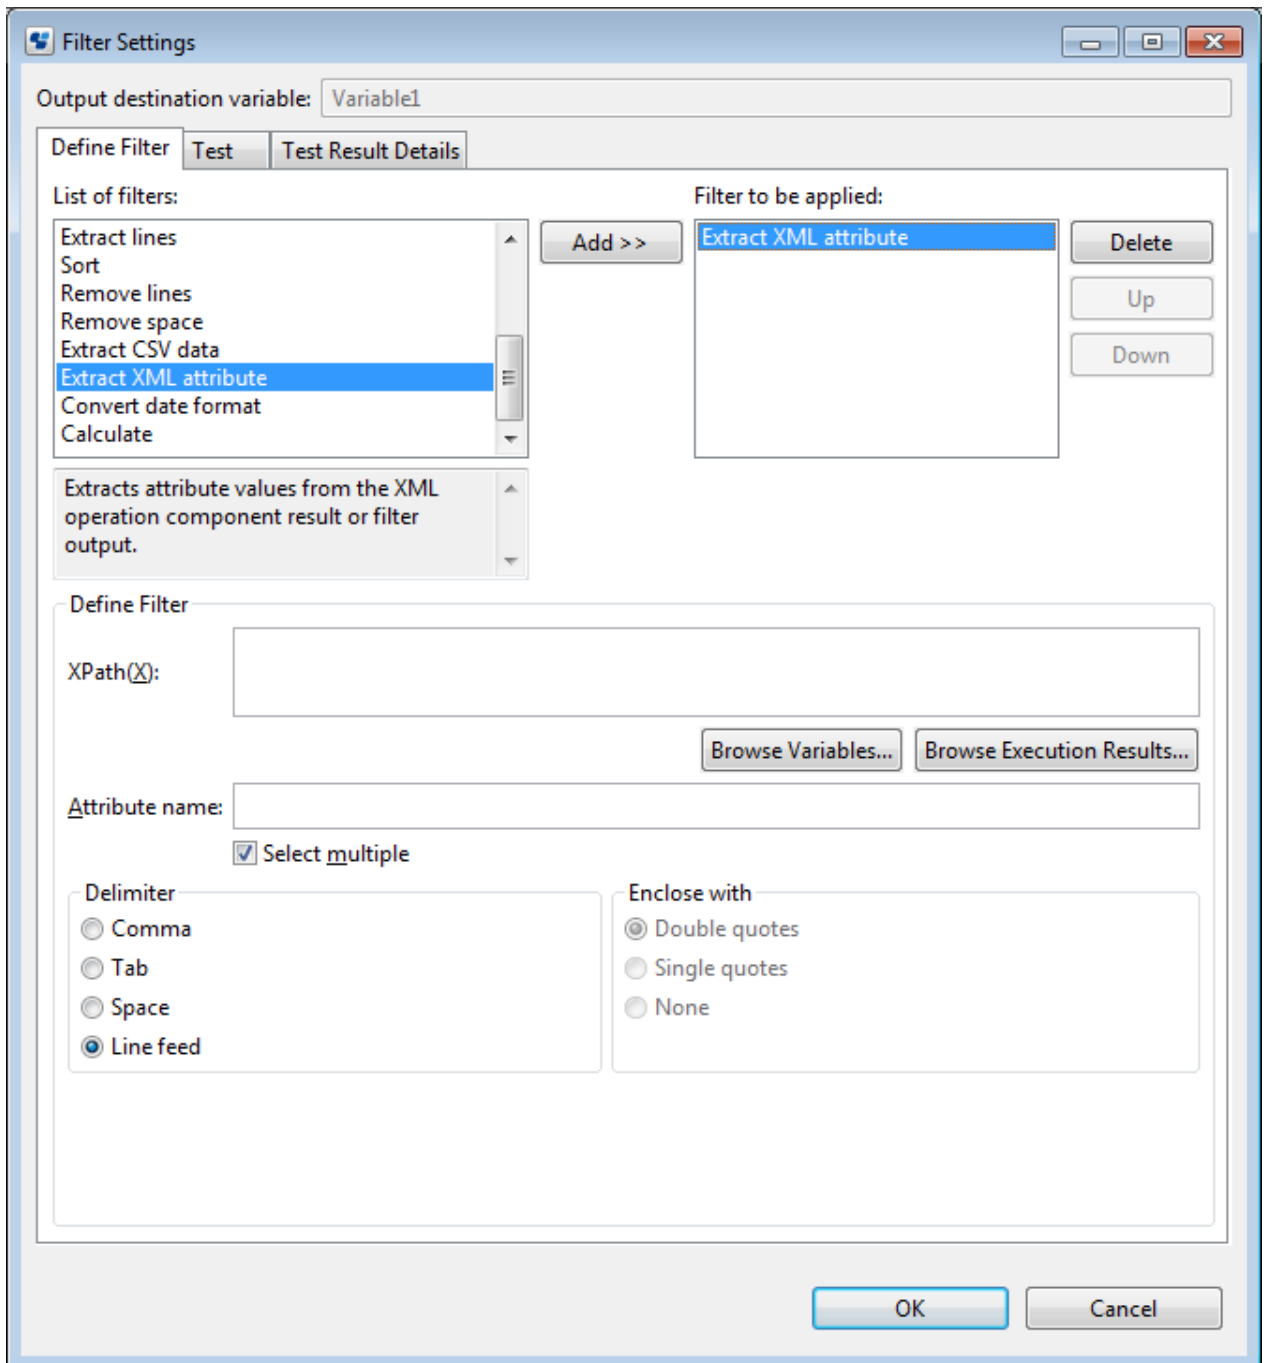 Filter Settings
Output destination variable: Variable1
Define Filter Test Test Result Details
List of filters:
Extract lines
Sort
Remove lines
Remove space
Extract CSV data
Extract XML attribute
Convert date format
Calculate
Add >>
Filter to be applied:
Extract XML attribute
Delete
Up
Down
Extracts attribute values from the XML
operation component result or filter
output.
Define Filter
XPath(X):
Browse Variables... Browse Execution Results...
Attribute name:
Select multiple
Delimiter
Comma
Tab
Space
Line feed
Enclose with
Double quotes
Single quotes
None
OK Cancel